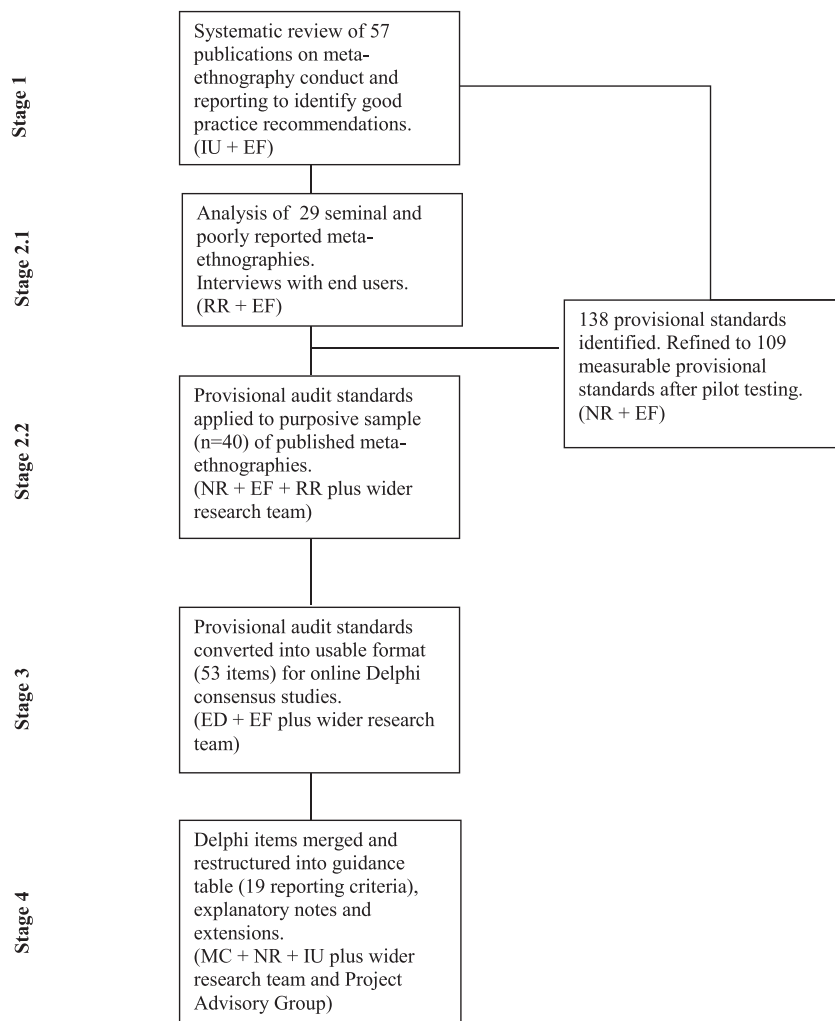 Stage 1
Systematic review of 57
publications on meta-
ethnography conduct and
reporting to identify good
practice recommendations.
(IU + EF)
Stage 2.1
Analysis of  29 seminal and
poorly reported meta-
ethnographies.
Interviews with end users.
(RR + EF)
138 provisional standards
identified. Refined to 109
measurable provisional
standards after pilot testing.
(NR + EF)
Stage 2.2
Provisional audit standards
applied to purposive sample
(n=40) of published meta-
ethnographies.
(NR + EF + RR plus wider
research team)
Stage 3
Provisional audit standards
converted into usable format
(53 items) for online Delphi
consensus studies.
(ED + EF plus wider research
team)
Stage 4
Delphi items merged and
restructured into guidance
table (19 reporting criteria),
explanatory notes and
extensions.
(MC + NR + IU plus wider
research team and Project
Advisory Group)